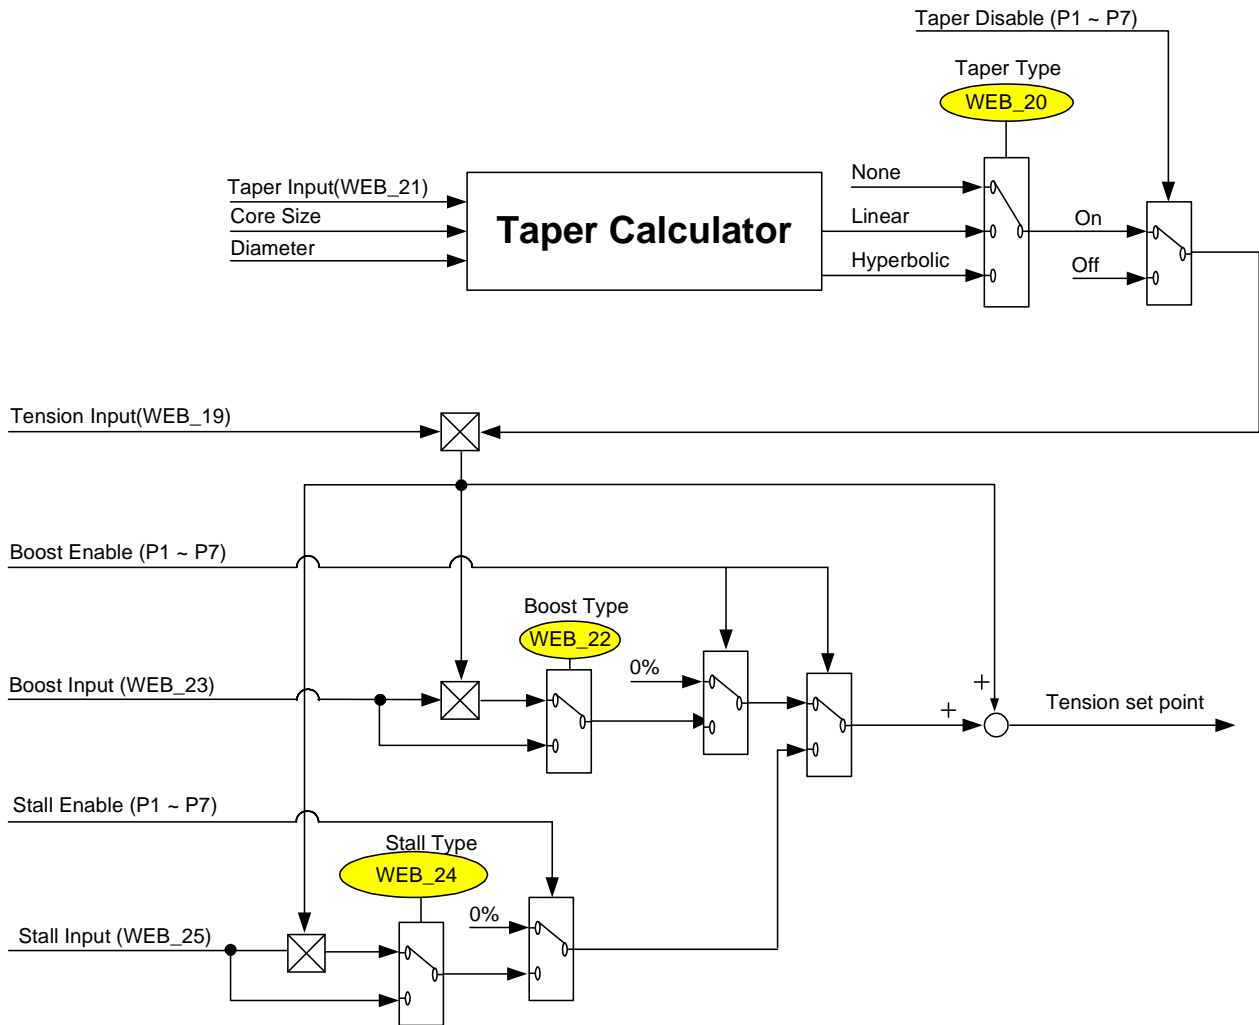 Taper Disable (P1 ~ P7)
Taper Type
WEB_20
Taper Input(WEB_21)
Core Size
Diameter
Taper Calculator
None
Linear
Hyperbolic
On
Off
Tension Input(WEB_19)
Boost Enable (P1 ~ P7)
Boost Type
WEB_22
0%
Boost Input (WEB_23)
+
+
Tension set point
Stall Enable (P1 ~ P7)
Stall Type
WEB_24
0%
Stall Input (WEB_25)